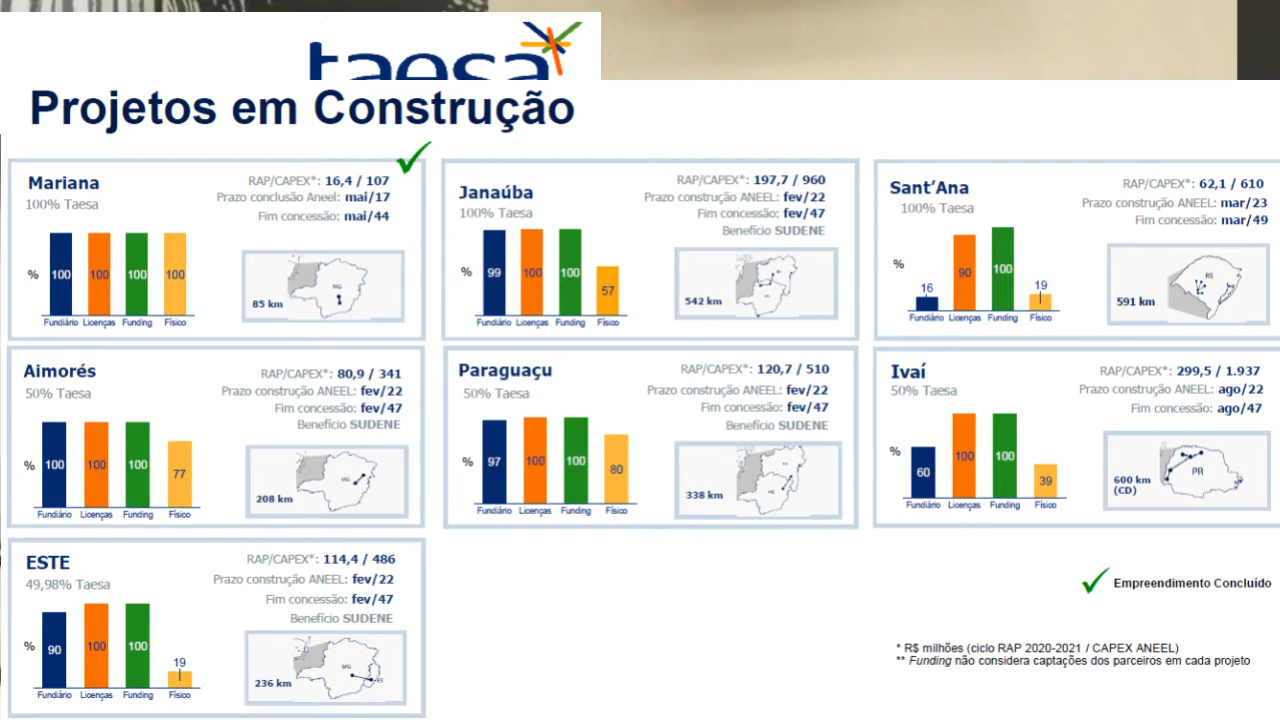 taesa
Projetos em Construção
Mariana
100% Taesa
RAP/CAPEX*: 16,4 / 107
Prazo conclusão Aneel: mai/17
Fim concessão: mai/44
%
100
100
100
100
Fundiário
Licenças
Funding
Físico
MG
85 km
Janaúba
100% Taesa
RAP/CAPEX*: 197,7 / 960
Prazo construção ANEEL: fev/22
Fim concessão: fev/47
Benefício SUDENE
%
99
100
100
57
Fundiário
Licenças
Funding
Físico
542 km
Sant'Ana
100% Taesa
RAP/CAPEX*: 62,1 / 610
Prazo construção ANEEL: mar/23
Fim concessão: mar/49
%
16
90
100
19
Fundiário
Licenças
Funding
Físico
RS
591 km
Aimorés
50% Taesa
RAP/CAPEX*: 80,9 / 341
Prazo construção ANEEL: fev/22
Fim concessão: fev/47
Benefício SUDENE
%
100
100
100
77
Fundiário
Licenças
Funding
Físico
MG
208 km
Paraguaçu
50% Taesa
RAP/CAPEX*: 120,7 / 510
Prazo construção ANEEL: fev/22
Fim concessão: fev/47
Benefício SUDENE
%
97
100
100
80
Fundiário
Licenças
Funding
Físico
338 km
Ivaí
50% Taesa
RAP/CAPEX*: 299,5 / 1.937
Prazo construção ANEEL: ago/22
Fim concessão: ago/47
%
60
100
100
39
Fundiário
Licenças
Funding
Físico
PR
600 km
(CD)
ESTE
49,98% Taesa
RAP/CAPEX*: 114,4 / 486
Prazo construção ANEEL: fev/22
Fim concessão: fev/47
Benefício SUDENE
%
90
100
100
19
Fundiário
Licenças
Funding
Físico
MG
ES
236 km
Empreendimento Concluído
* R$ milhões (ciclo RAP 2020-2021 / CAPEX ANEEL)
** Funding não considera captações dos parceiros em cada projeto